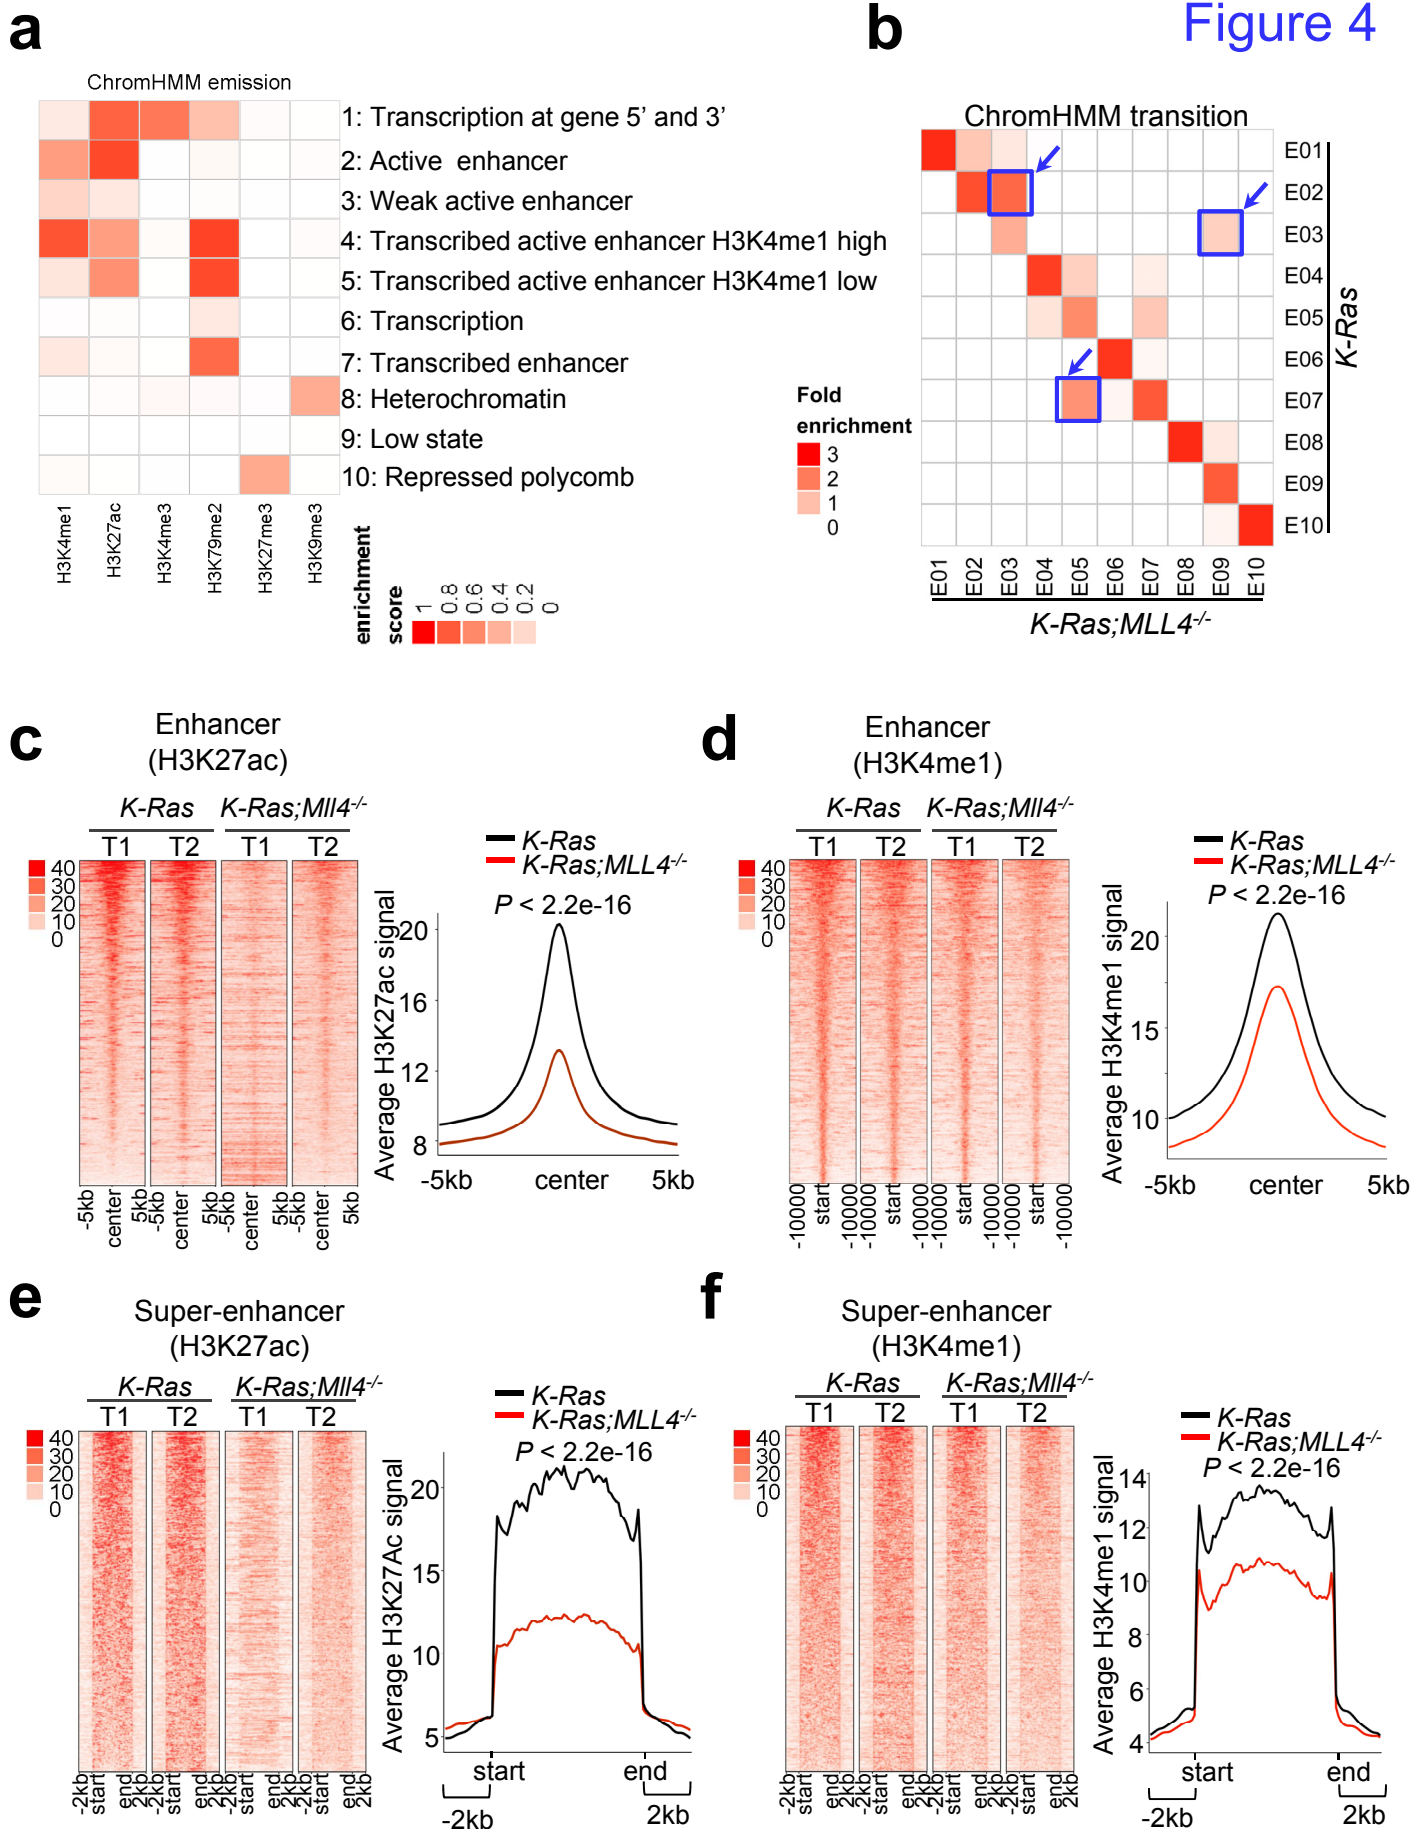 Figure 4
a
ChromHMM emission
1: Transcription at gene 5’ and 3’
2: Active enhancer
3: Weak active enhancer
4: Transcribed active enhancer H3K4me1 high
5: Transcribed active enhancer H3K4me1 low
6: Transcription
7: Transcribed enhancer
8: Heterochromatin
9: Low state
10: Repressed polycomb
H3K4me1
H3K27ac
H3K4me3
H3K79me2
H3K27me3
H3K9me3
enrichment
score
1
0.8
0.6
0.4
0.2
0
b
ChromHMM transition
E01
E02
E03
E04
E05
E06
E07
E08
E09
E10
K-Ras
Fold
enrichment
3
2
1
0
E01
E02
E03
E04
E05
E06
E07
E08
E09
E10
K-Ras;MLL4-/-
c
Enhancer
(H3K27ac)
K-Ras K-Ras;Mll4-/-
T1 T2 T1 T2
40
30
20
10
0
-5kb center 5kb
-5kb center 5kb
-5kb center 5kb
-5kb center 5kb
K-Ras
K-Ras;MLL4-/-
P < 2.2e-16
Average H3K27ac signal
20
16
12
8
-5kb center 5kb
d
Enhancer
(H3K4me1)
K-Ras K-Ras;Mll4-/-
T1 T2 T1 T2
40
30
20
10
0
-10000 start -10000
-10000 start -10000
-10000 start -10000
-10000 start -10000
K-Ras
K-Ras;MLL4-/-
P < 2.2e-16
Average H3K4me1 signal
20
15
10
-5kb center 5kb
e
Super-enhancer
(H3K27ac)
K-Ras K-Ras;Mll4-/-
T1 T2 T1 T2
40
30
20
10
0
-2kb start end 2kb
-2kb start end 2kb
-2kb start end 2kb
-2kb start end 2kb
K-Ras
K-Ras;MLL4-/-
P < 2.2e-16
Average H3K27Ac signal
20
15
10
5
start end
-2kb 2kb
f
Super-enhancer
(H3K4me1)
K-Ras K-Ras;Mll4-/-
T1 T2 T1 T2
40
30
20
10
0
-2kb start end 2kb
-2kb start end 2kb
-2kb start end 2kb
-2kb start end 2kb
K-Ras
K-Ras;MLL4-/-
P < 2.2e-16
Average H3K4me1 signal
14
12
10
8
6
4
start end
-2kb 2kb